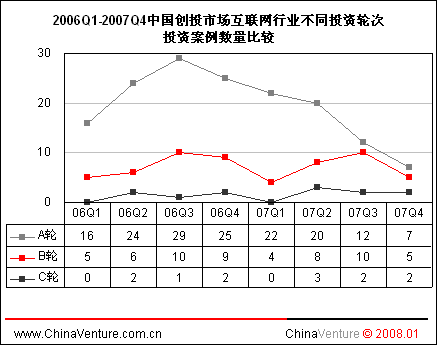 2006Q1-2007Q4中国创投市场互联网行业不同投资轮次
投资案例数量比较
30
20
10
0
06Q1 06Q2 06Q3 06Q4 07Q1 07Q2 07Q3 07Q4
A轮 16 24 29 25 22 20 12 7
B轮 5 6 10 9 4 8 10 5
C轮 0 2 1 2 0 3 2 2
www.ChinaVenture.com.cn ChinaVenture © 2008.01